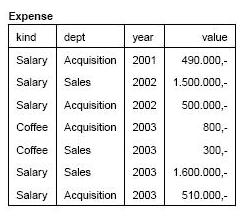 Expense
kind dept year value
Salary Acquisition 2001 490.000,-
Salary Sales 2002 1.500.000,-
Salary Acquisition 2002 500.000,-
Coffee Acquisition 2003 800,-
Coffee Sales 2003 300,-
Salary Sales 2003 1.600.000,-
Salary Acquisition 2003 510.000,-